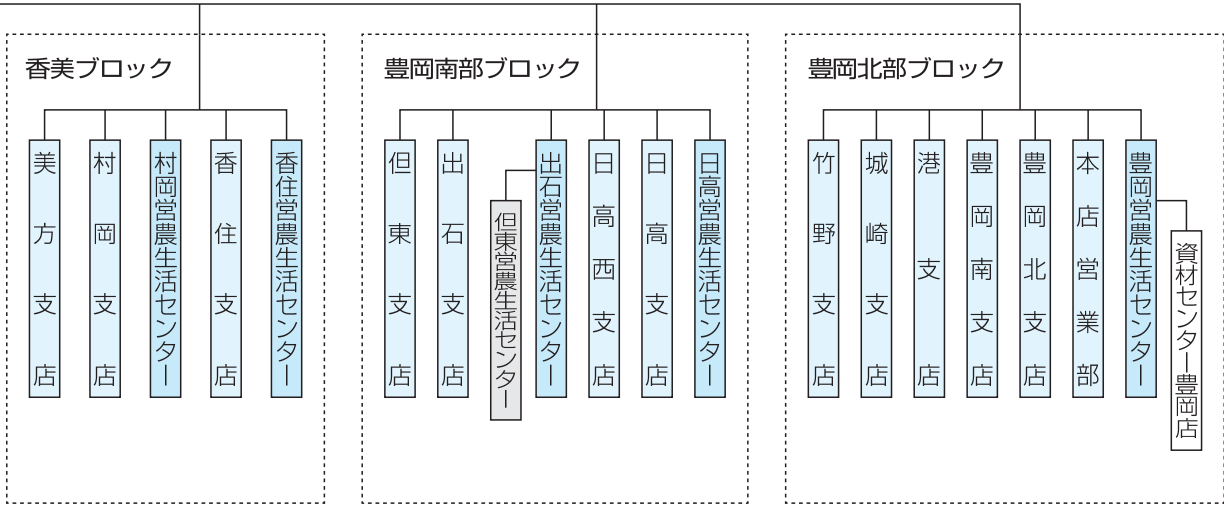 香美ブロック
美方支店
村岡支店
村岡営農生活センター
香住支店
香住営農生活センター
豊岡南部ブロック
但東支店
出石支店
但東営農生活センター
出石営農生活センター
日高西支店
日高支店
日高営農生活センター
豊岡北部ブロック
竹野支店
城崎支店
港支店
豊岡南支店
豊岡北支店
本店営業部
豊岡営農生活センター
資材センター豊岡店